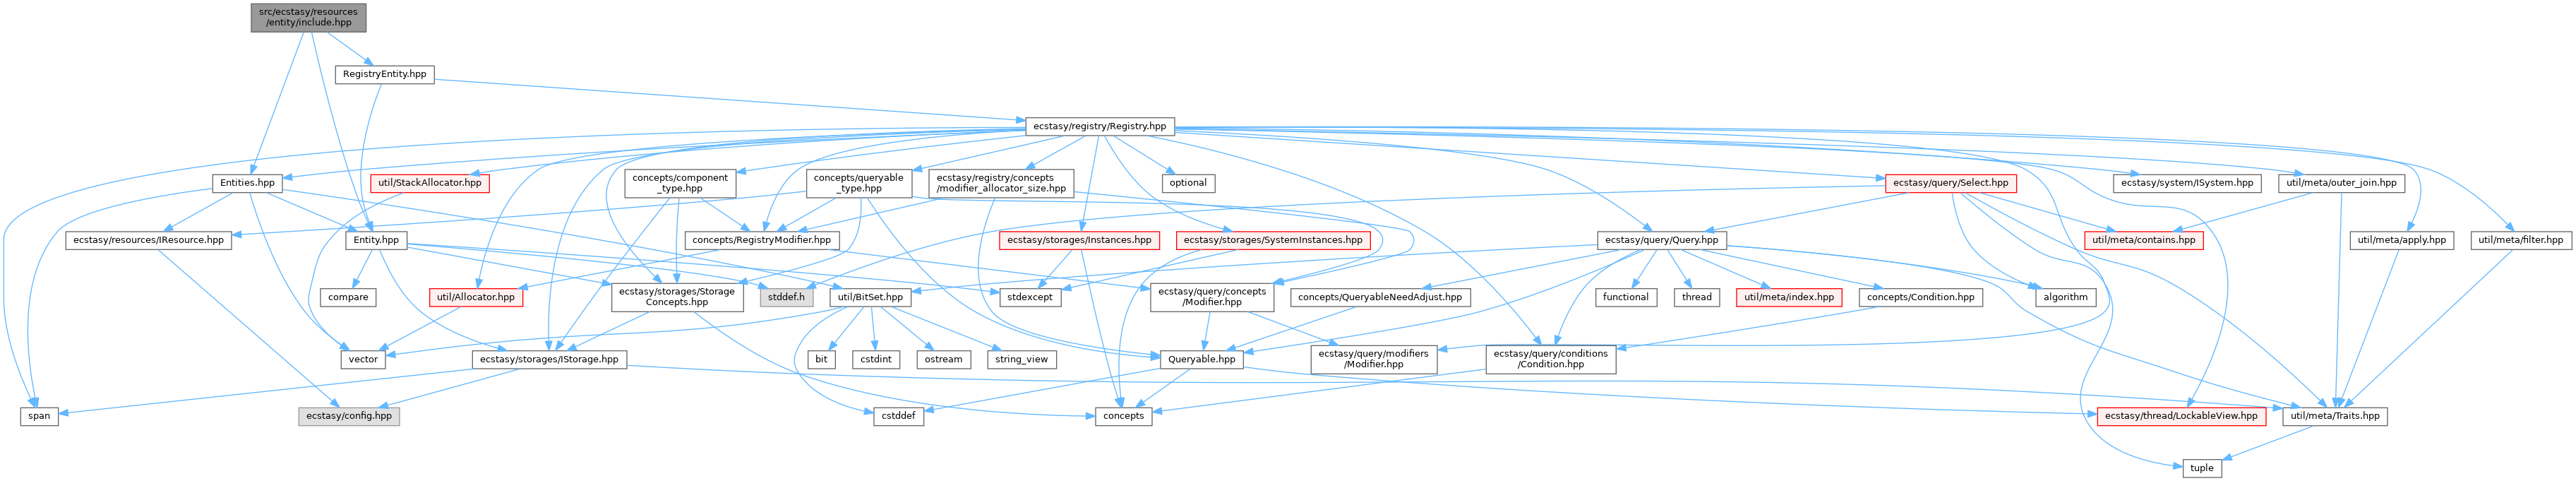 src/ecstasy/resources
/entity/include.hpp
RegistryEntity.hpp
ecstasy/registry/Registry.hpp
Entities.hpp
util/StackAllocator.hpp
concepts/component
_type.hpp
concepts/queryable
_type.hpp
ecstasy/registry/concepts
/modifier_allocator_size.hpp
optional
ecstasy/query/Select.hpp
ecstasy/system/ISystem.hpp
util/meta/outer_join.hpp
ecstasy/resources/IResource.hpp
Entity.hpp
concepts/RegistryModifier.hpp
ecstasy/storages/Instances.hpp
ecstasy/storages/SystemInstances.hpp
ecstasy/query/Query.hpp
util/meta/contains.hpp
util/meta/apply.hpp
util/meta/filter.hpp
compare
util/Allocator.hpp
ecstasy/storages/Storage
Concepts.hpp
stddef.h
util/BitSet.hpp
stdexcept
ecstasy/query/concepts
/Modifier.hpp
concepts/QueryableNeedAdjust.hpp
functional
thread
util/meta/index.hpp
concepts/Condition.hpp
algorithm
vector
ecstasy/storages/IStorage.hpp
bit
cstdint
ostream
string_view
Queryable.hpp
ecstasy/query/modifiers
/Modifier.hpp
ecstasy/query/conditions
/Condition.hpp
span
ecstasy/config.hpp
cstddef
concepts
ecstasy/thread/LockableView.hpp
util/meta/Traits.hpp
tuple